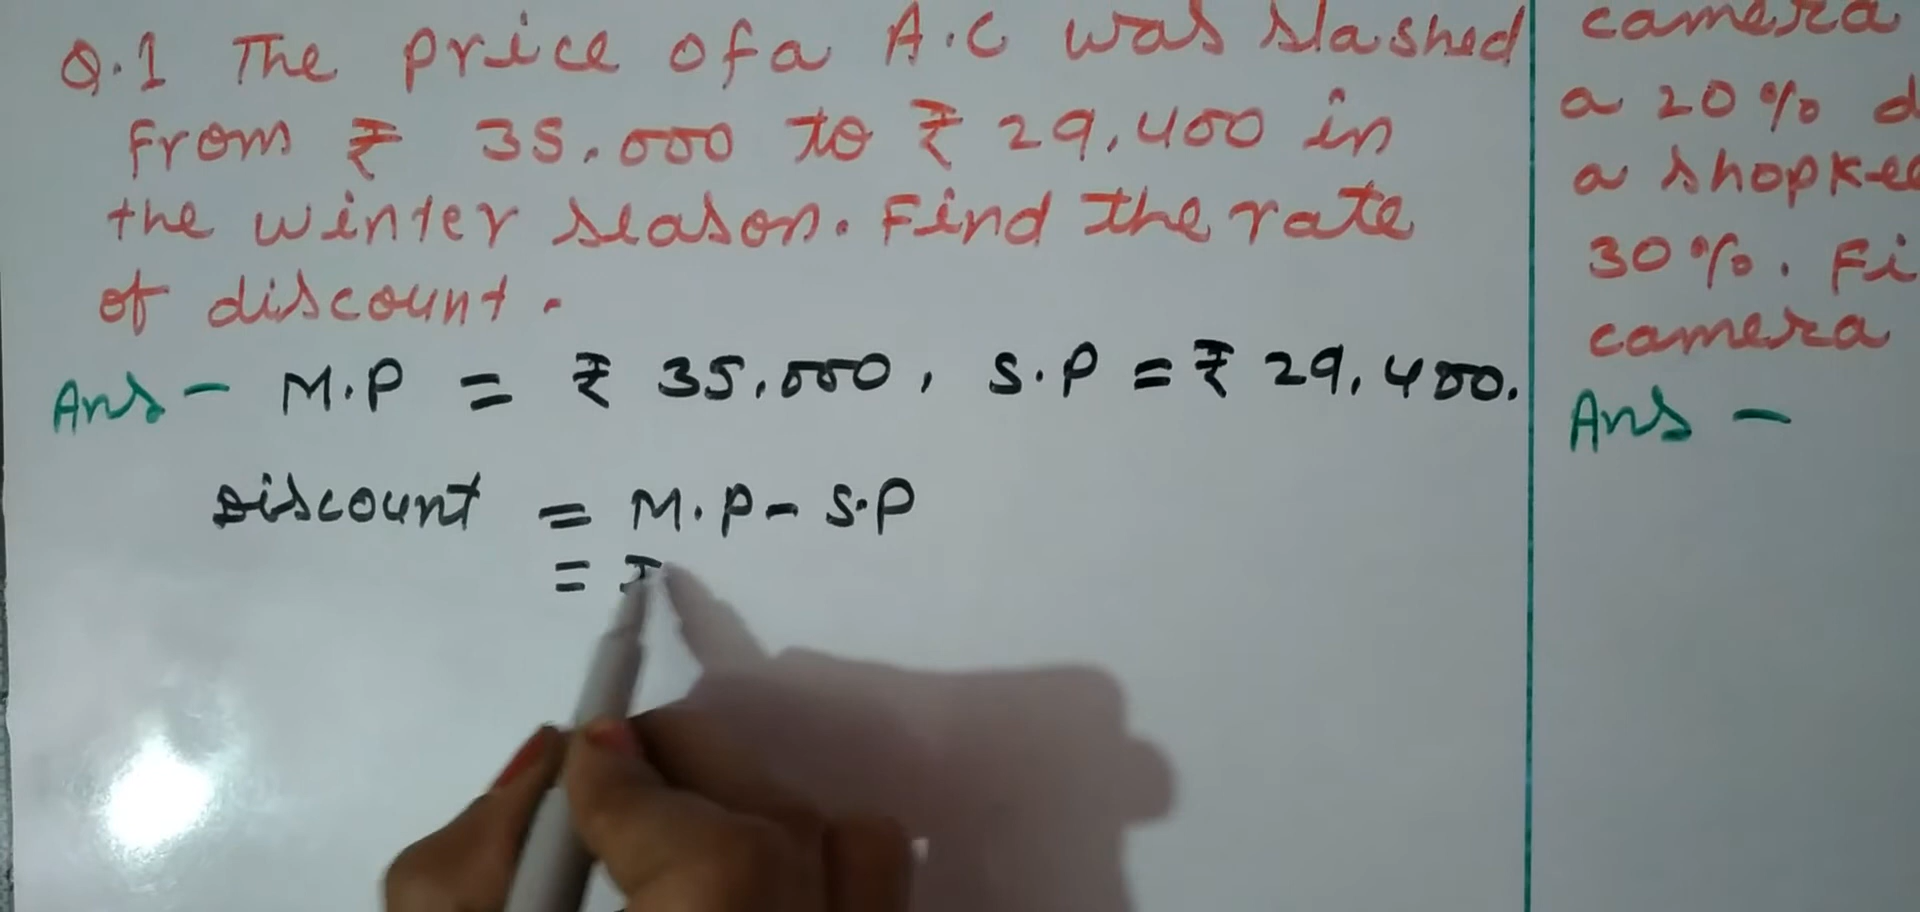 Q.1 The price of a A.C was slashed
from ₹ 35,000 to ₹ 29,400 in
the winter season. Find the rate
of discount.
Ans - M.P = ₹ 35,000, S.P = ₹ 29,400.
Discount = M.P - S.P
= ₹
camera
a 20% d
a shopkee
30%. Fi
camera
Ans -